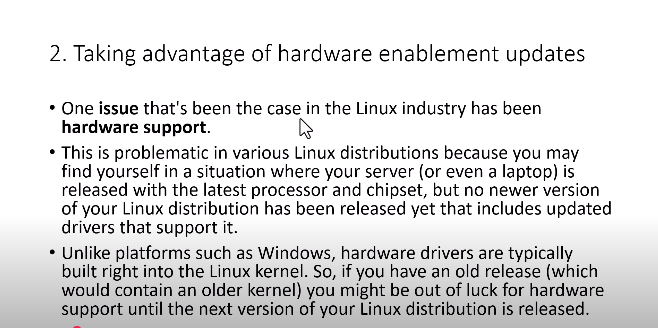 2. Taking advantage of hardware enablement updates
• One issue that's been the case in the Linux industry has been
hardware support.
• This is problematic in various Linux distributions because you may
find yourself in a situation where your server (or even a laptop) is
released with the latest processor and chipset, but no newer version
of your Linux distribution has been released yet that includes updated
drivers that support it.
• Unlike platforms such as Windows, hardware drivers are typically
built right into the Linux kernel. So, if you have an old release (which
would contain an older kernel) you might be out of luck for hardware
support until the next version of your Linux distribution is released.